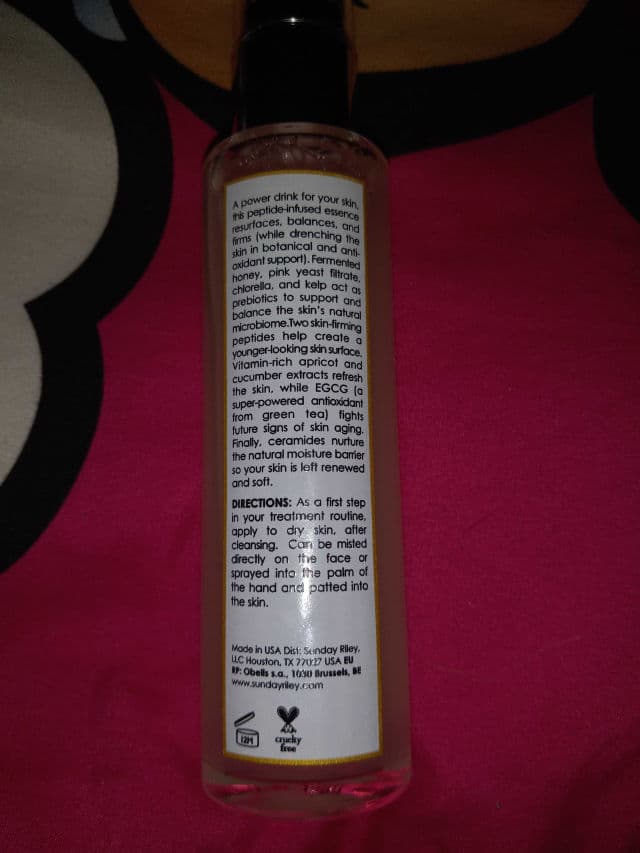 A power drink for your skin,
this peptide-infused essence
resurfaces, balances, and
firms (while drenching the
skin in botanical and anti-
oxidant support). Fermented
honey, pink yeast filtrate,
chlorella, and kelp act as
prebiotics to support and
balance the skin's natural
microbiome.Two skin-firming
peptides help create a
younger-looking skin surface.
Vitamin-rich apricot and
cucumber extracts refresh
the skin, while EGCG (a
super-powered antioxidant
from green tea) fights
future signs of skin aging.
Finally, ceramides nurture
the natural moisture barrier
so your skin is left renewed
and soft.
DIRECTIONS: As a first step
in your treatment routine,
apply to dry skin, after
cleansing. Can be misted
directly on the face or
sprayed into the palm of
the hand and patted into
the skin.
Made in USA Dist: Sunday Riley,
LLC Houston, TX 77027 USA EU
RP: Obelis s.a., 1030 Brussels, BE
www.sundayriley.com
12M
cruelty
free